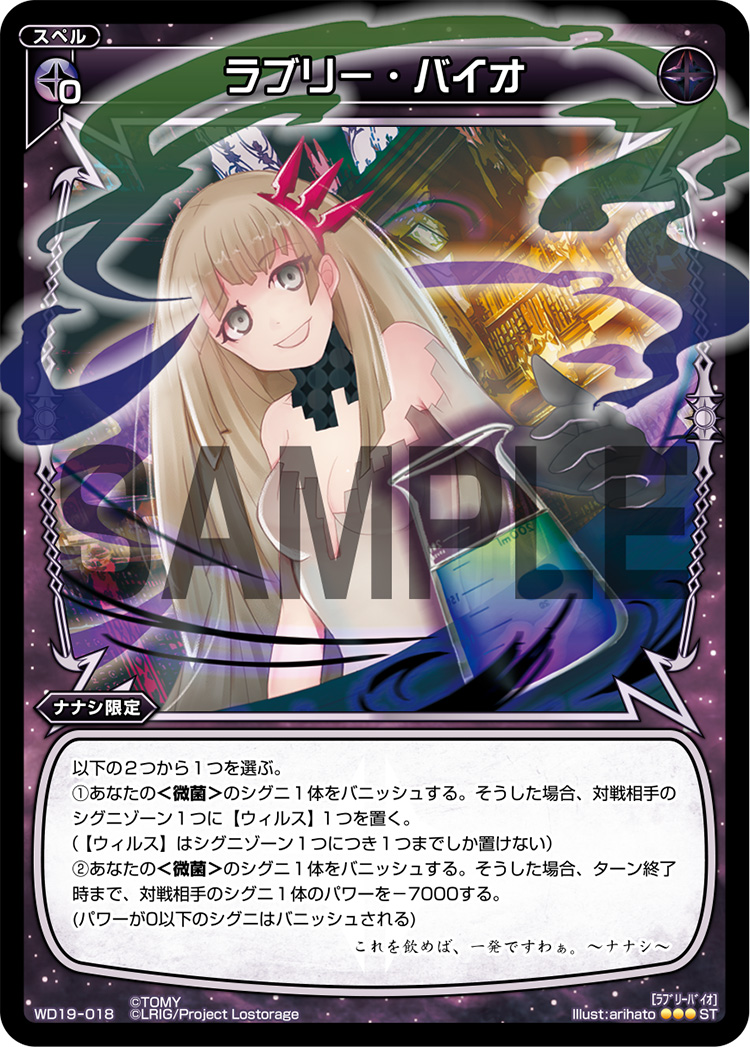 スペル
0
ラブリー・バイオ
SAMPLE
300ml
ナナシ限定
以下の2つから1つを選ぶ。
①あなたの<微菌>のシグニ1体をバニッシュする。そうした場合、対戦相手の
シグニゾーン1つに【ウィルス】1つを置く。
(【ウィルス】はシグニゾーン1つにつき1つまでしか置けない)
②あなたの<微菌>のシグニ1体をバニッシュする。そうした場合、ターン終了
時まで、対戦相手のシグニ1体のパワーを-7000する。
(パワーが0以下のシグニはバニッシュされる)
これを飲めば、一発ですわぁ。~ナナシ~
©TOMY
[ラブリーバイオ]
WD19-018 ©LRIG/Project Lostorage
Illust:arihato ST